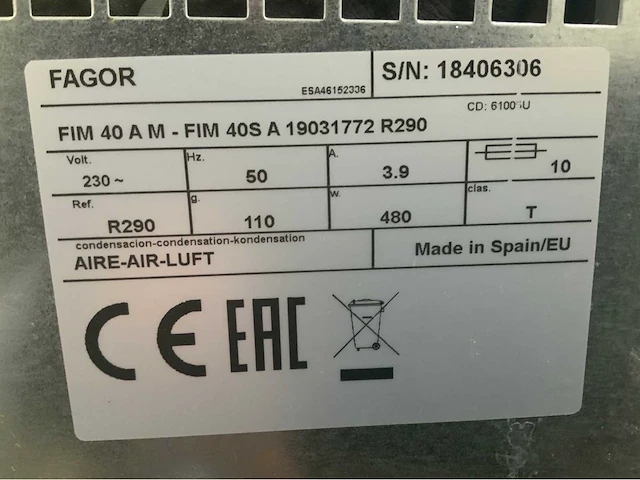 FAGOR
ESA46152336
S/N: 18406306
CD: 61005U
FIM 40 A M - FIM 40S A 19031772 R290
Volt. Hz. A.
230 ~ 50 3.9 10
Ref. g. w. clas.
R290 110 480 T
condensacion-condensation-kondensation
AIRE-AIR-LUFT
Made in Spain/EU
CE EAC